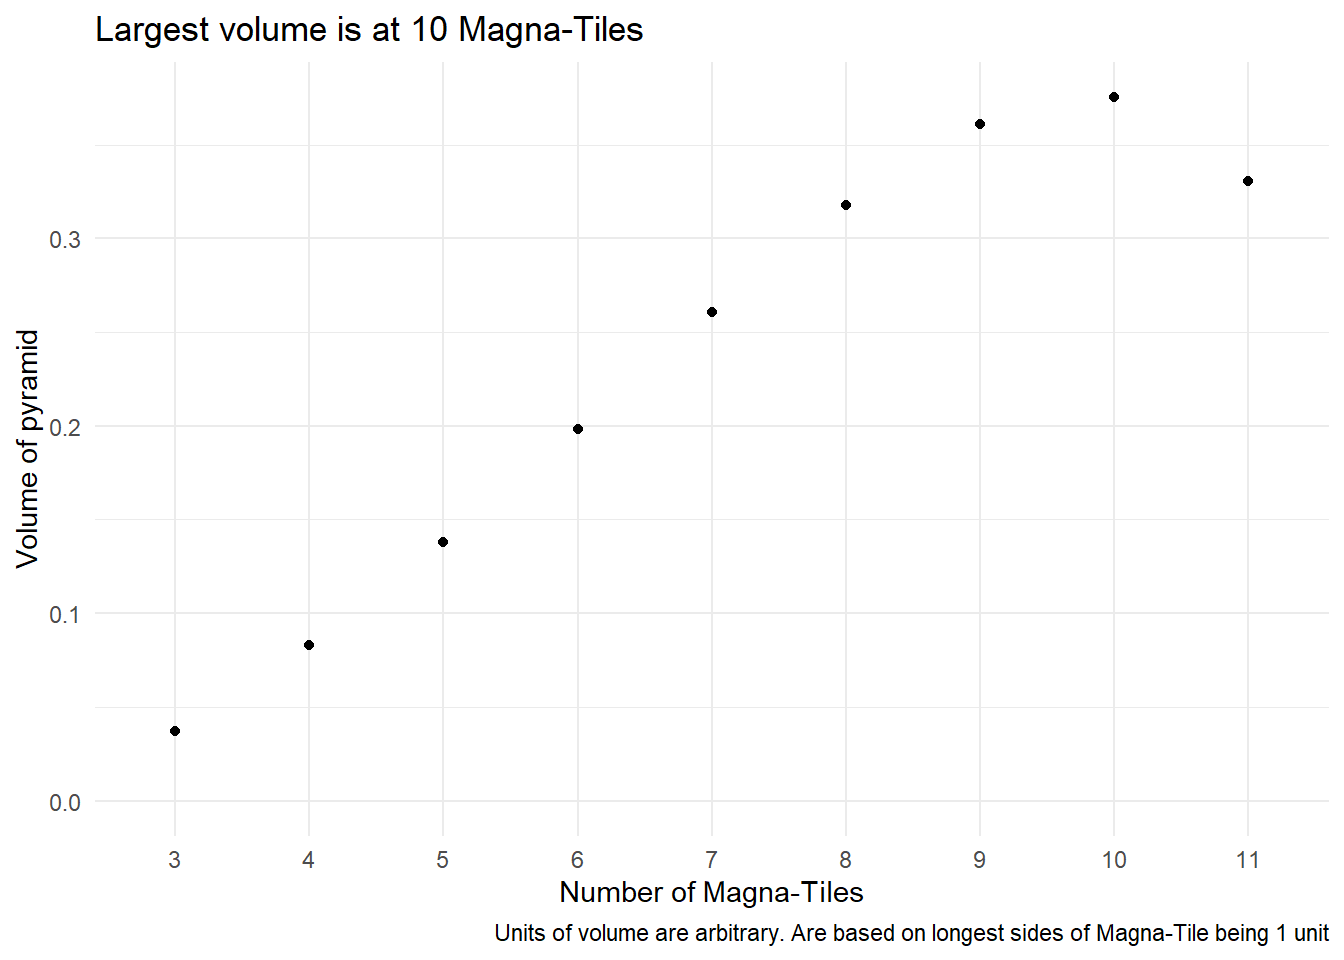 Largest volume is at 10 Magna-Tiles
Volume of pyramid
0.3
0.2
0.1
0.0
3 4 5 6 7 8 9 10 11
Number of Magna-Tiles
Units of volume are arbitrary. Are based on longest sides of Magna-Tile being 1 unit